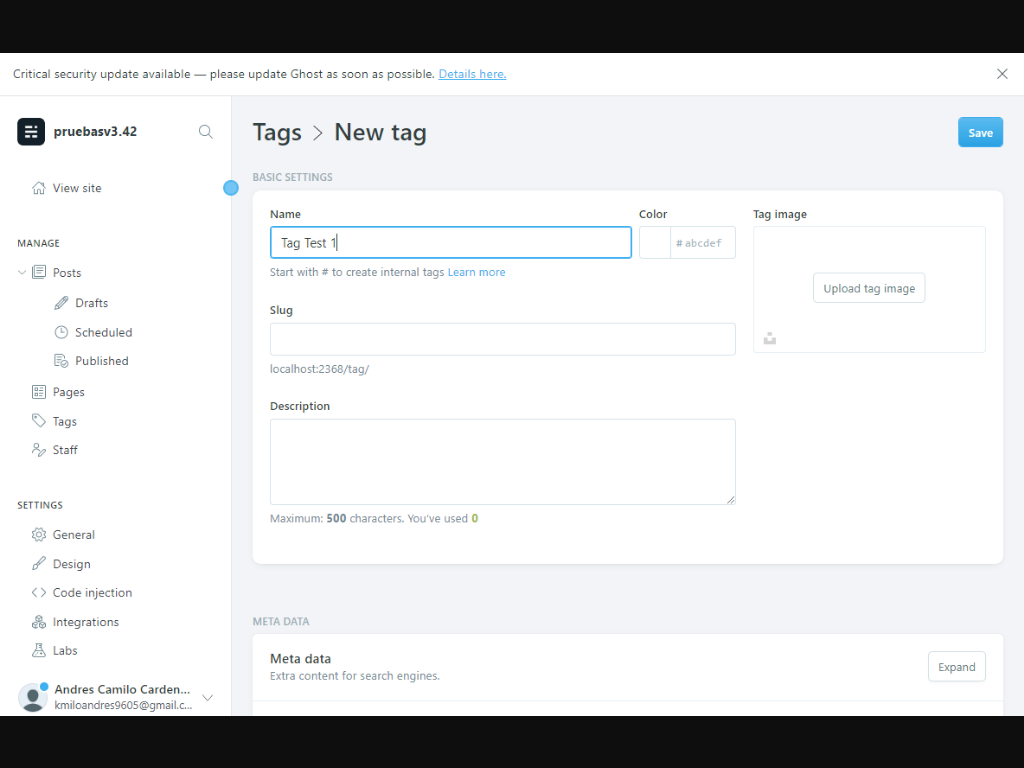 Critical security update available — please update Ghost as soon as possible. Details here.
pruebasv3.42
View site
MANAGE
Posts
Drafts
Scheduled
Published
Pages
Tags
Staff
SETTINGS
General
Design
Code injection
Integrations
Labs
Andres Camilo Carden...
kmiloandres9605@gmail.c...
Tags > New tag
Save
BASIC SETTINGS
Name
Tag Test 1
Start with # to create internal tags Learn more
Color
# abcdef
Slug
localhost:2368/tag/
Description
Maximum: 500 characters. You've used 0
Tag image
Upload tag image
META DATA
Meta data
Extra content for search engines.
Expand